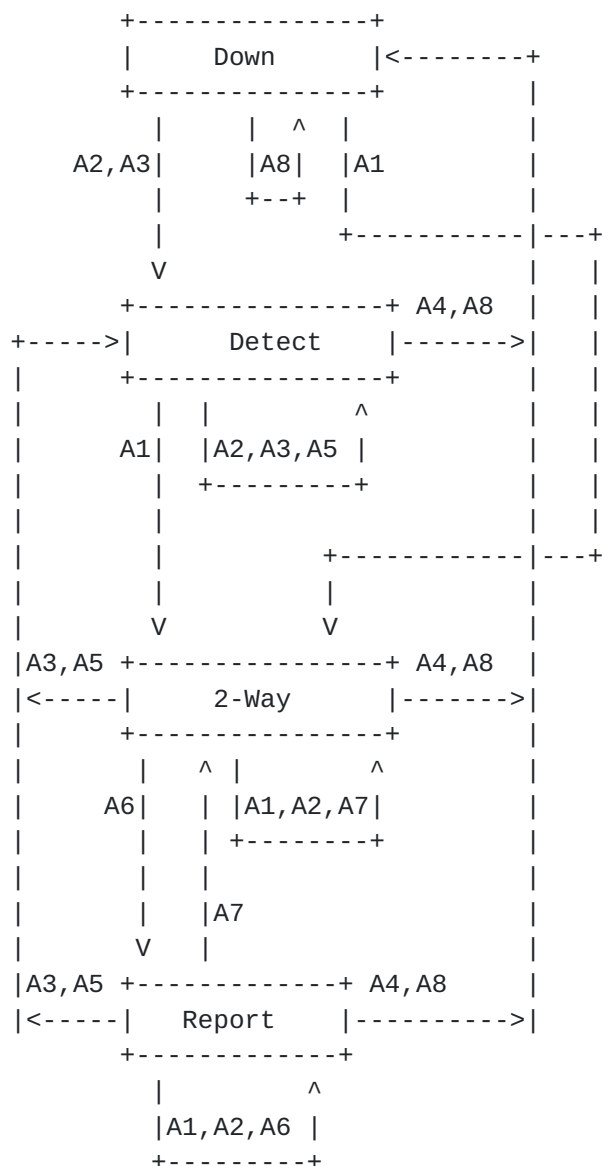 Down
A2,A3 A8 A1
A4,A8
Detect
A1 A2,A3,A5
A3,A5 A4,A8
2-Way
A6 A1,A2,A7
A7
A3,A5 A4,A8
Report
A1,A2,A6